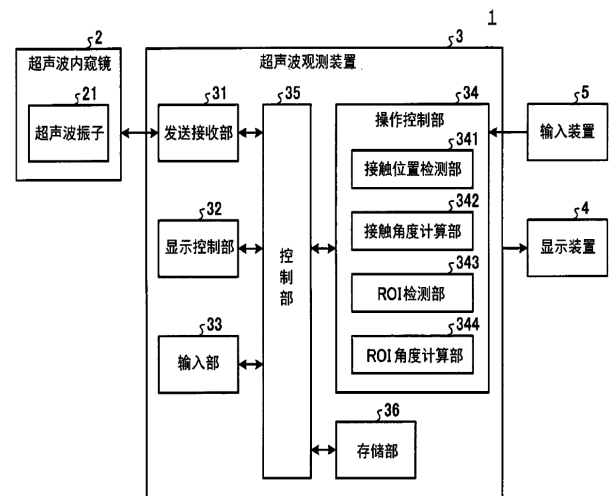 1
2
超声波内窥镜
21
超声波振子
3
超声波观测装置
31
发送接收部
32
显示控制部
33
输入部
35
控制部
34
操作控制部
341
接触位置检测部
342
接触角度计算部
343
ROI检测部
344
ROI角度计算部
36
存储部
5
输入装置
4
显示装置